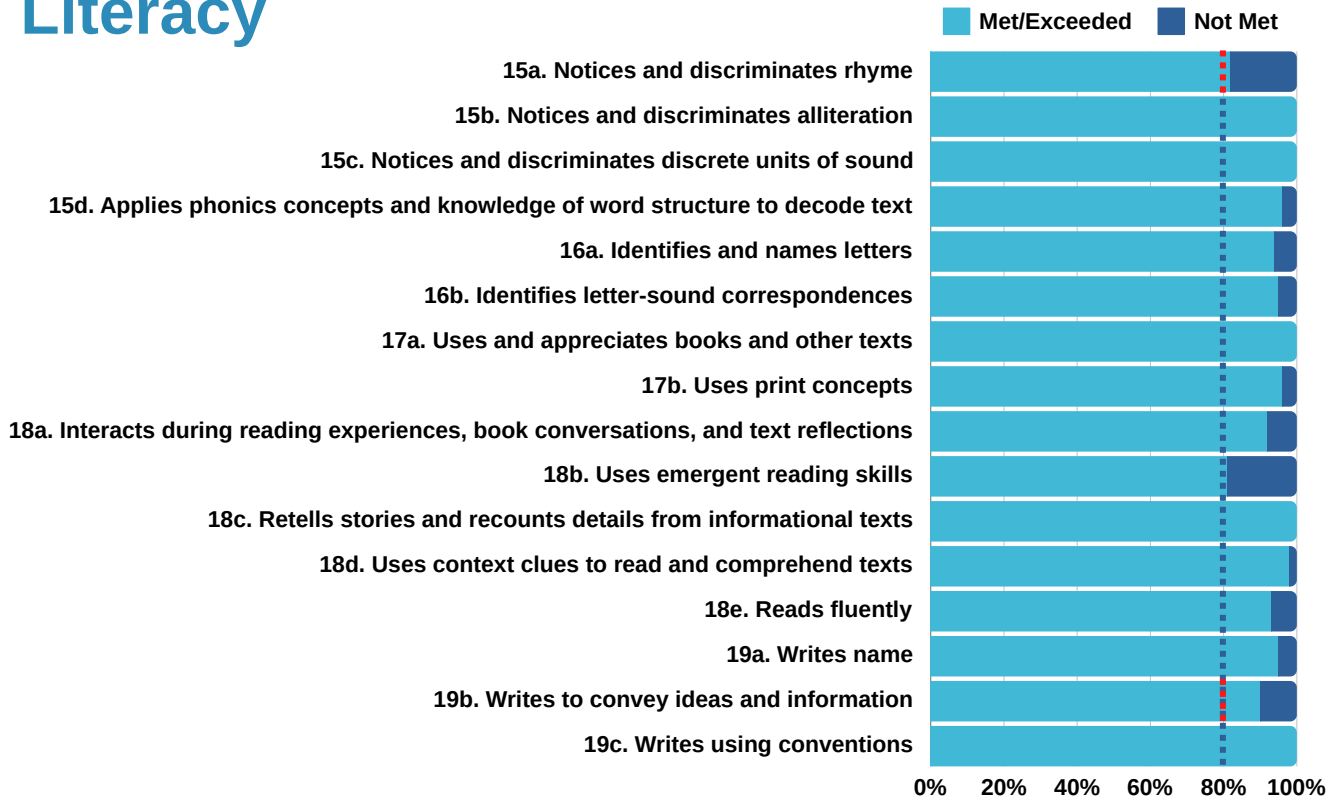 Literacy
Met/Exceeded Not Met
15a. Notices and discriminates rhyme
15b. Notices and discriminates alliteration
15c. Notices and discriminates discrete units of sound
15d. Applies phonics concepts and knowledge of word structure to decode text
16a. Identifies and names letters
16b. Identifies letter-sound correspondences
17a. Uses and appreciates books and other texts
17b. Uses print concepts
18a. Interacts during reading experiences, book conversations, and text reflections
18b. Uses emergent reading skills
18c. Retells stories and recounts details from informational texts
18d. Uses context clues to read and comprehend texts
18e. Reads fluently
19a. Writes name
19b. Writes to convey ideas and information
19c. Writes using conventions
0% 20% 40% 60% 80% 100%